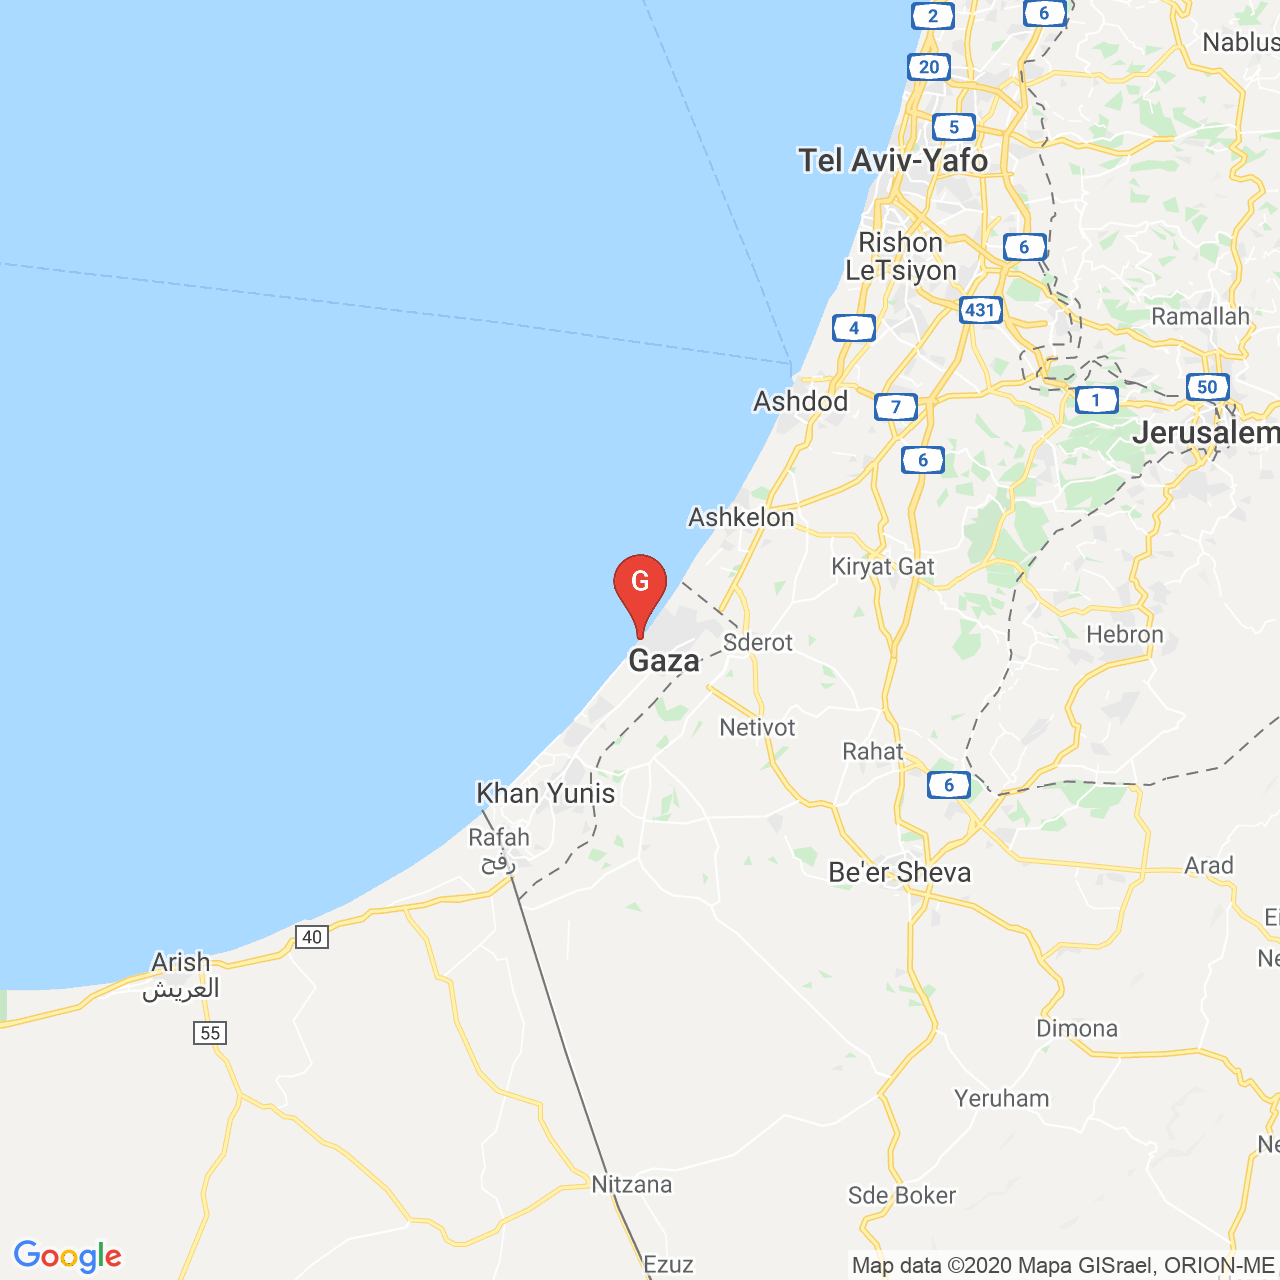 2
6
Nablus
20
5
Tel Aviv-Yafo
Rishon
LeTsiyon
6
431
4
Ramallah
50
1
7
Ashdod
Jerusalem
6
Ashkelon
Kiryat Gat
G
Gaza
Sderot
Hebron
Netivot
Rahat
6
Khan Yunis
Rafah
رفح
Be'er Sheva
Arad
Ei
40
Ne
Arish
العريش
55
Dimona
Yeruham
Ne
Nitzana
Sde Boker
Ezuz
Google
Map data ©2020 Mapa GISrael, ORION-ME